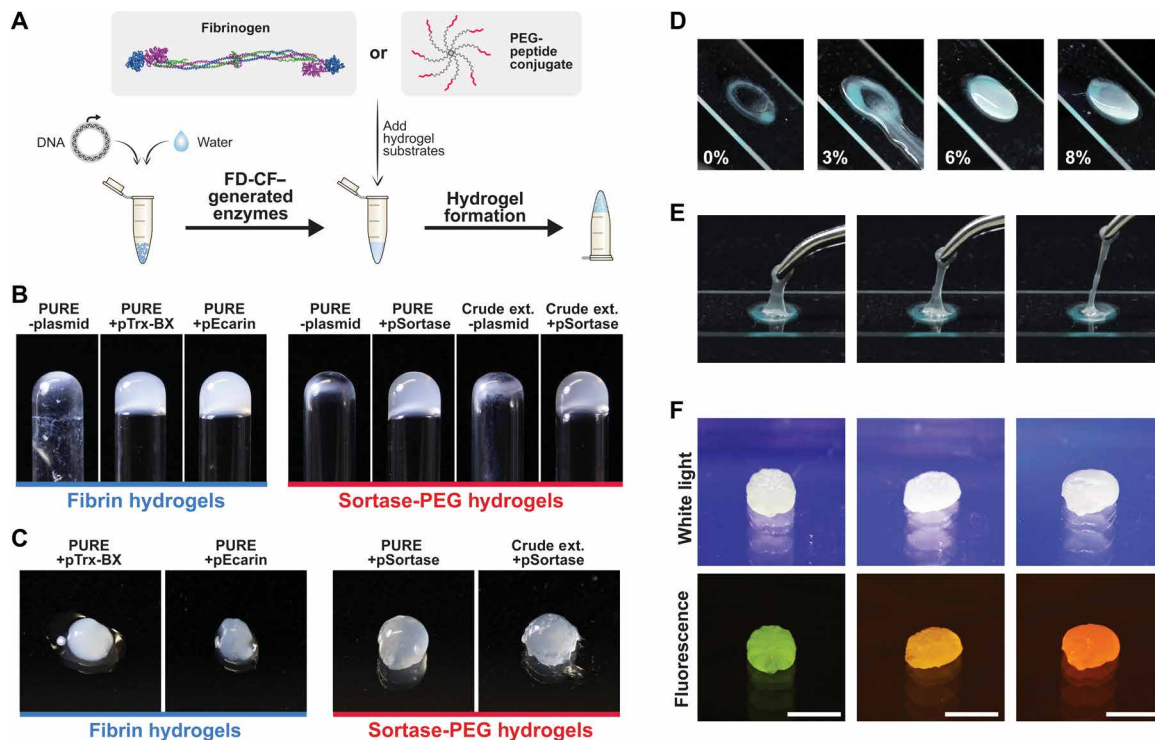 A
Fibrinogen
or
PEG-
peptide
conjugate
DNA
Water
Add
hydrogel
substrates
FD-CF–
generated
enzymes
Hydrogel
formation
B
PURE
-plasmid
PURE
+pTrx-BX
PURE
+pEcarin
PURE
-plasmid
PURE
+pSortase
Crude ext.
-plasmid
Crude ext.
+pSortase
Fibrin hydrogels
Sortase-PEG hydrogels
C
PURE
+pTrx-BX
PURE
+pEcarin
PURE
+pSortase
Crude ext.
+pSortase
Fibrin hydrogels
Sortase-PEG hydrogels
D
0%
3%
6%
8%
E
F
White light
Fluorescence